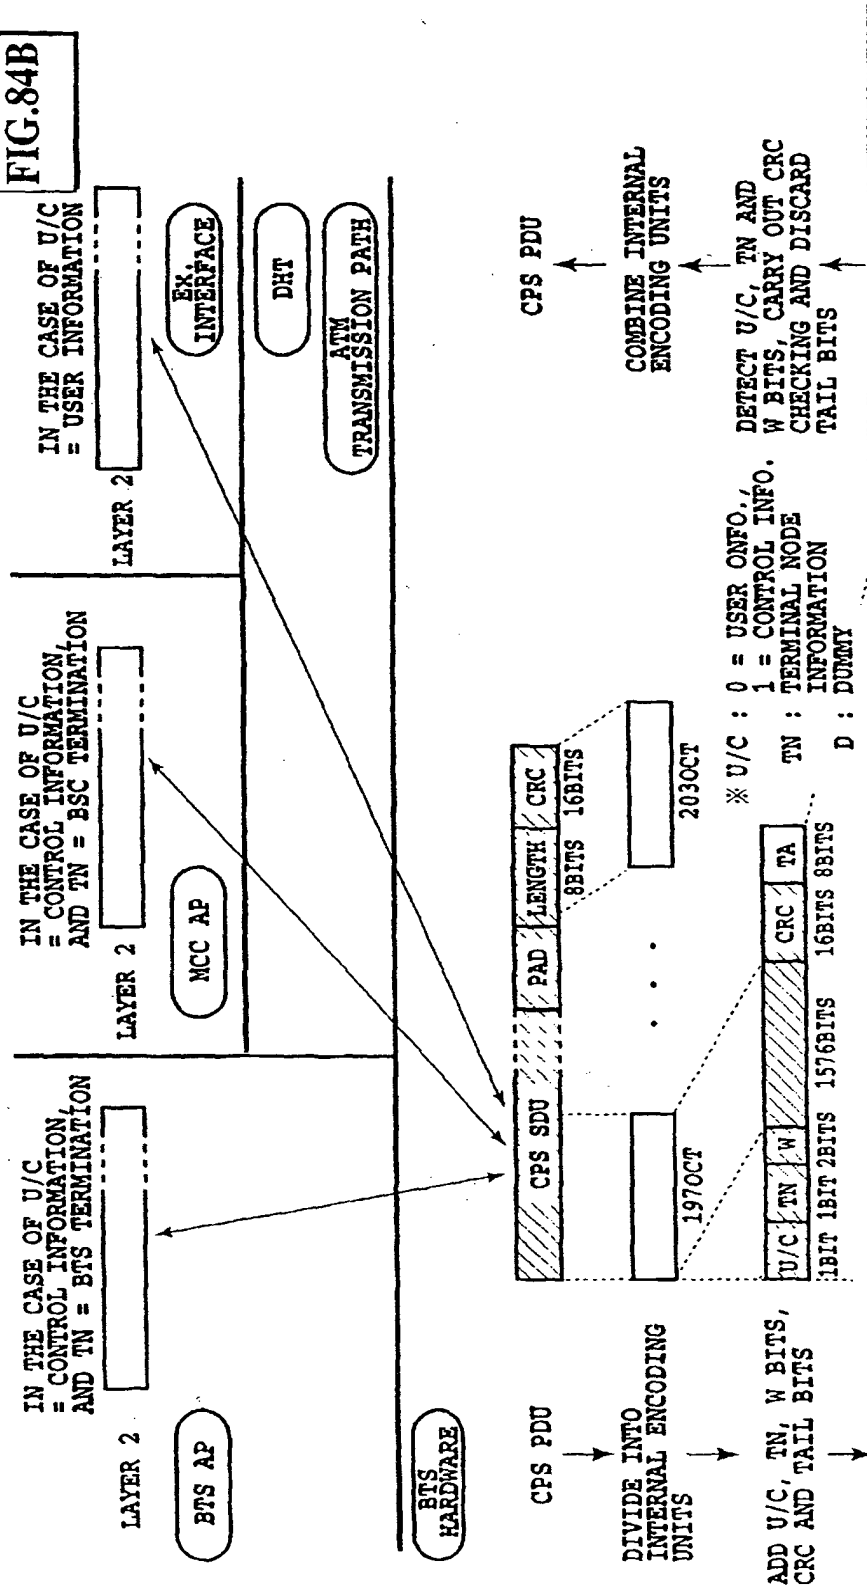 FIG.84B
IN THE CASE OF U/C
= CONTROL INFORMATION,
AND TN = BTS TERMINATION
LAYER 2
BTS AP
IN THE CASE OF U/C
= CONTROL INFORMATION,
AND TN = BSC TERMINATION
LAYER 2
MCC AP
IN THE CASE OF U/C
= USER INFORMATION
LAYER 2
EX.
INTERFACE
DHT
ATM
TRANSMISSION PATH
BTS
HARDWARE
CPS PDU
DIVIDE INTO
INTERNAL ENCODING
UNITS
ADD U/C, TN, W BITS,
CRC AND TAIL BITS
CPS SDU
PAD
LENGTH
CRC
8BITS
16BITS
197OCT
203OCT
U/C
TN
W
CRC
TA
1BIT
1BIT
2BITS
1576BITS
16BITS
8BITS
CPS PDU
COMBINE INTERNAL
ENCODING UNITS
DETECT U/C, TN AND
W BITS, CARRY OUT CRC
CHECKING AND DISCARD
TAIL BITS
※ U/C : 0 = USER ONFO.,
1 = CONTROL INFO.
TN : TERMINAL NODE
INFORMATION
D : DUMMY